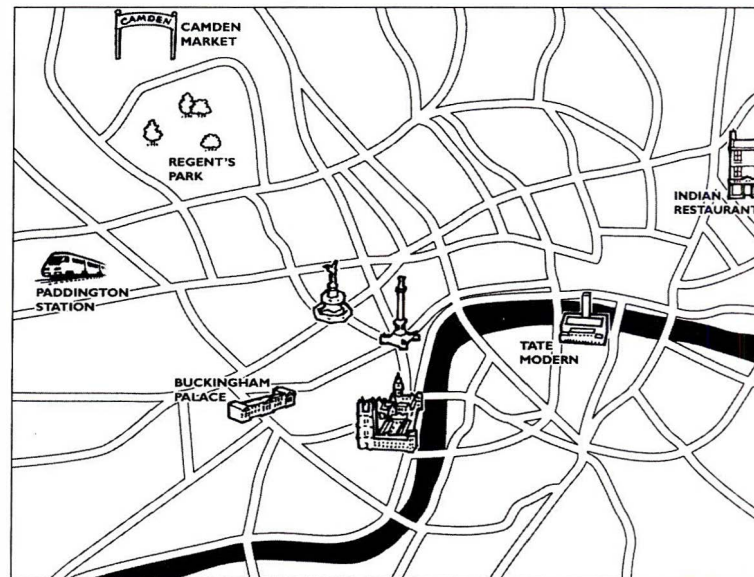 CAMDEN
CAMDEN
MARKET
REGENT'S
PARK
INDIAN
RESTAURANT
PADDINGTON
STATION
TATE
MODERN
BUCKINGHAM
PALACE